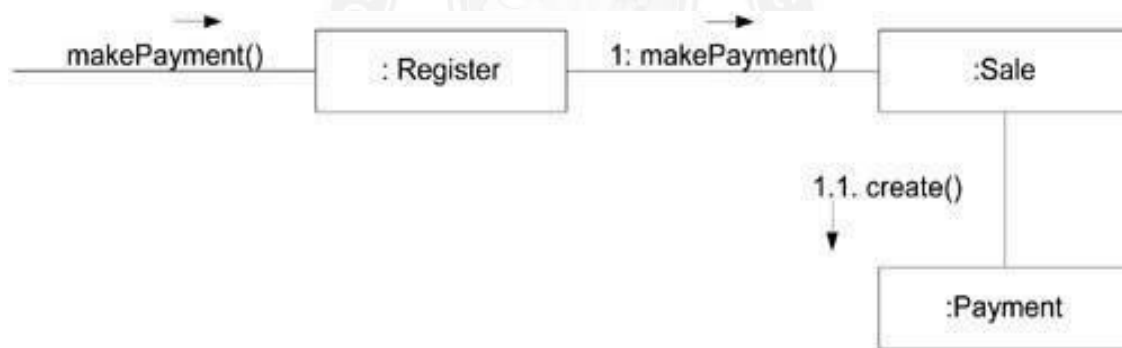 makePayment()
: Register
1: makePayment()
:Sale
1.1. create()
:Payment